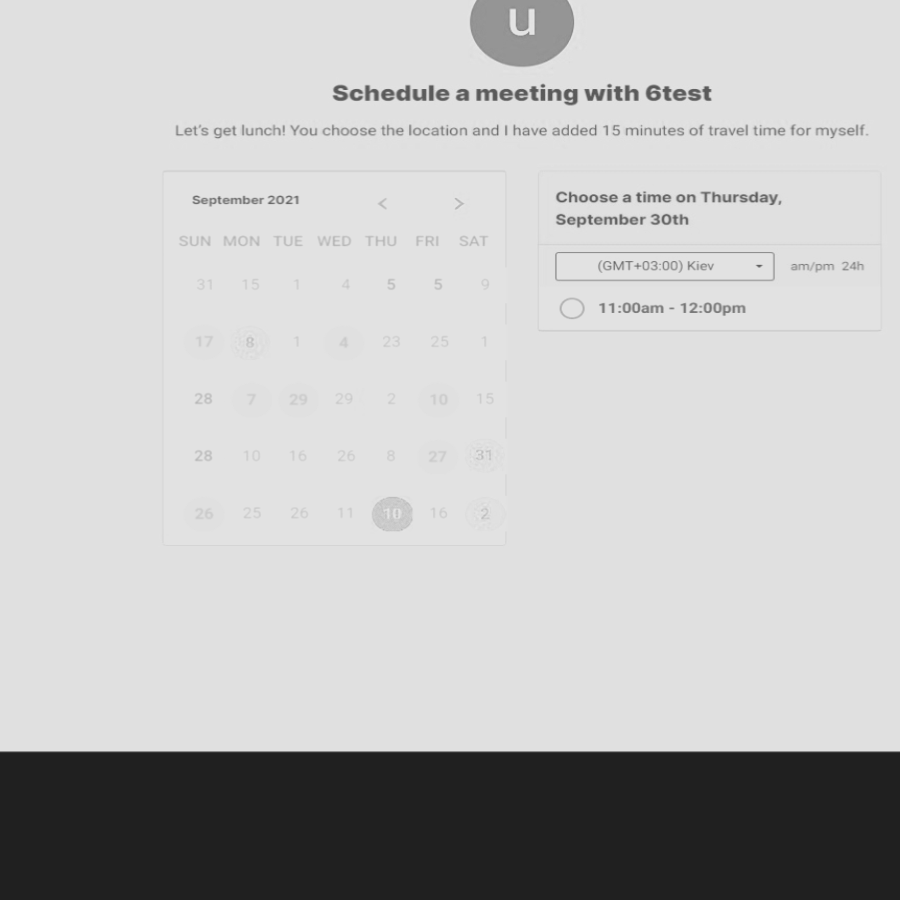 u
Schedule a meeting with 6test
Let's get lunch! You choose the location and I have added 15 minutes of travel time for myself.
September 2021 < >
SUN MON TUE WED THU FRI SAT
31 15 1 4 5 5 9
17 8 1 4 23 25 1
28 7 29 29 2 10 15
28 10 16 26 8 27 31
26 25 26 11 10 16 2
Choose a time on Thursday,
September 30th
(GMT+03:00) Kiev am/pm 24h
11:00am - 12:00pm